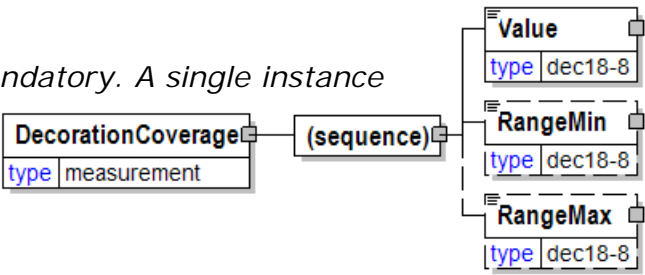 Value
type dec18-8
ndatory. A single instance
DecorationCoverage
type measurement
(sequence)
RangeMin
type dec18-8
RangeMax
type dec18-8